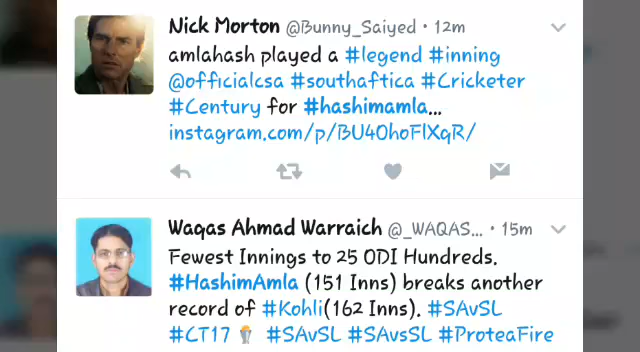 Nick Morton @Bunny_Saiyed · 12m
amlahash played a #legend #inning
@officialcsa #southaftica #Cricketer
#Century for #hashimamla...
instagram.com/p/BU4OhoFlXqR/
Waqas Ahmad Warraich @_WAQAS... · 15m
Fewest Innings to 25 ODI Hundreds.
#HashimAmla (151 Inns) breaks another
record of #Kohli(162 Inns). #SAvSL
#CT17 #SAvSL #SAvsSL #ProteaFire